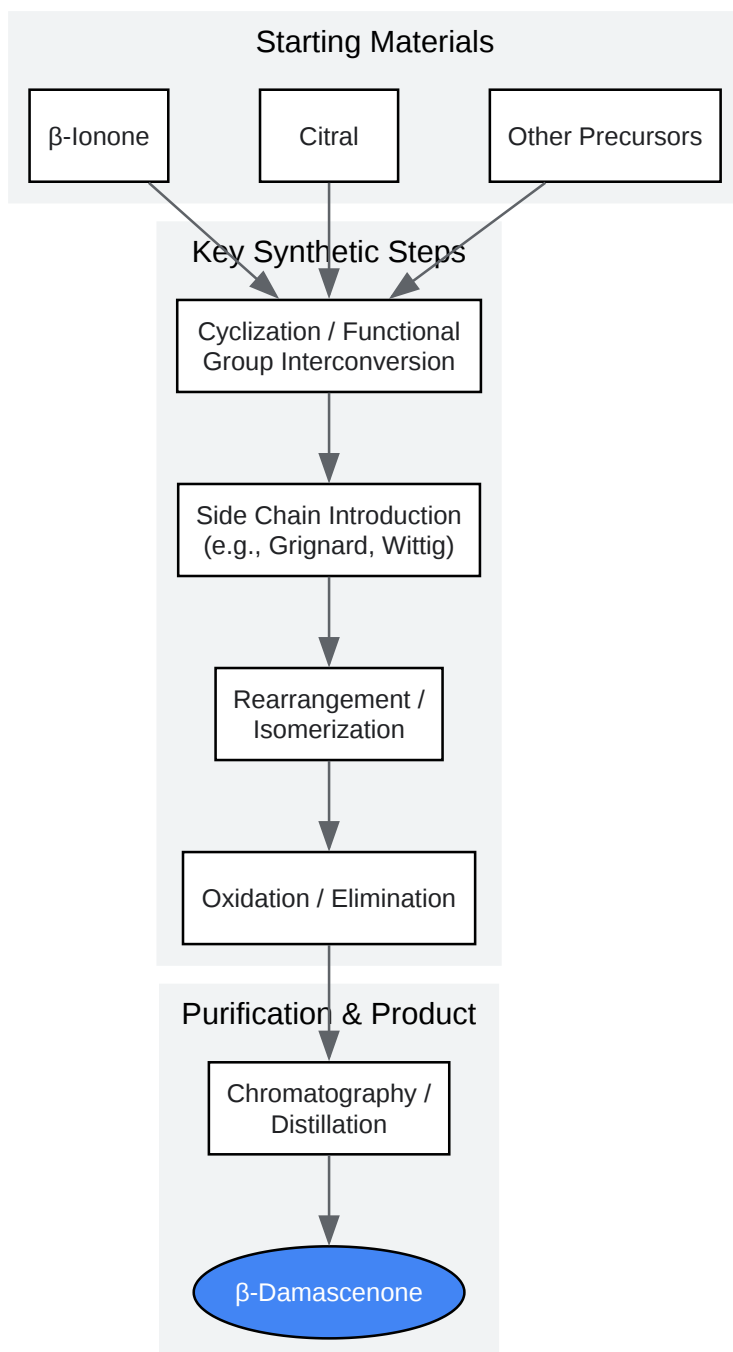 Starting Materials
β-Ionone
Citral
Other Precursors
Key Synthetic Steps
Cyclization / Functional
Group Interconversion
Side Chain Introduction
(e.g., Grignard, Wittig)
Rearrangement /
Isomerization
Oxidation / Elimination
Purification & Product
Chromatography /
Distillation
β-Damascenone